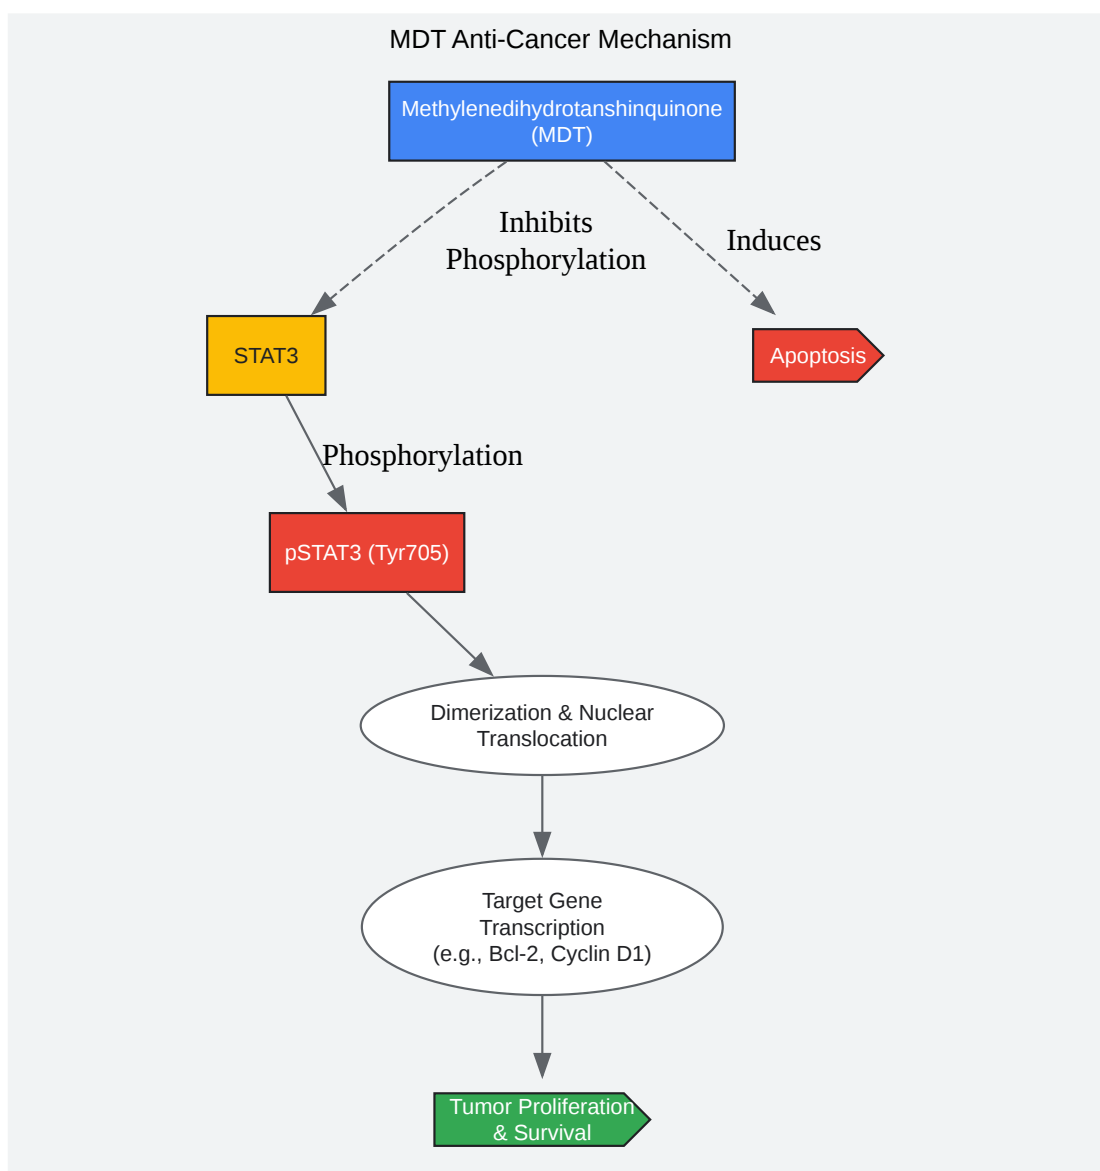 MDT Anti-Cancer Mechanism
Methylenedihydrotanshinquinone
(MDT)
Inhibits
Phosphorylation
Induces
STAT3
Apoptosis
Phosphorylation
pSTAT3 (Tyr705)
Dimerization & Nuclear
Translocation
Target Gene
Transcription
(e.g., Bcl-2, Cyclin D1)
Tumor Proliferation
& Survival